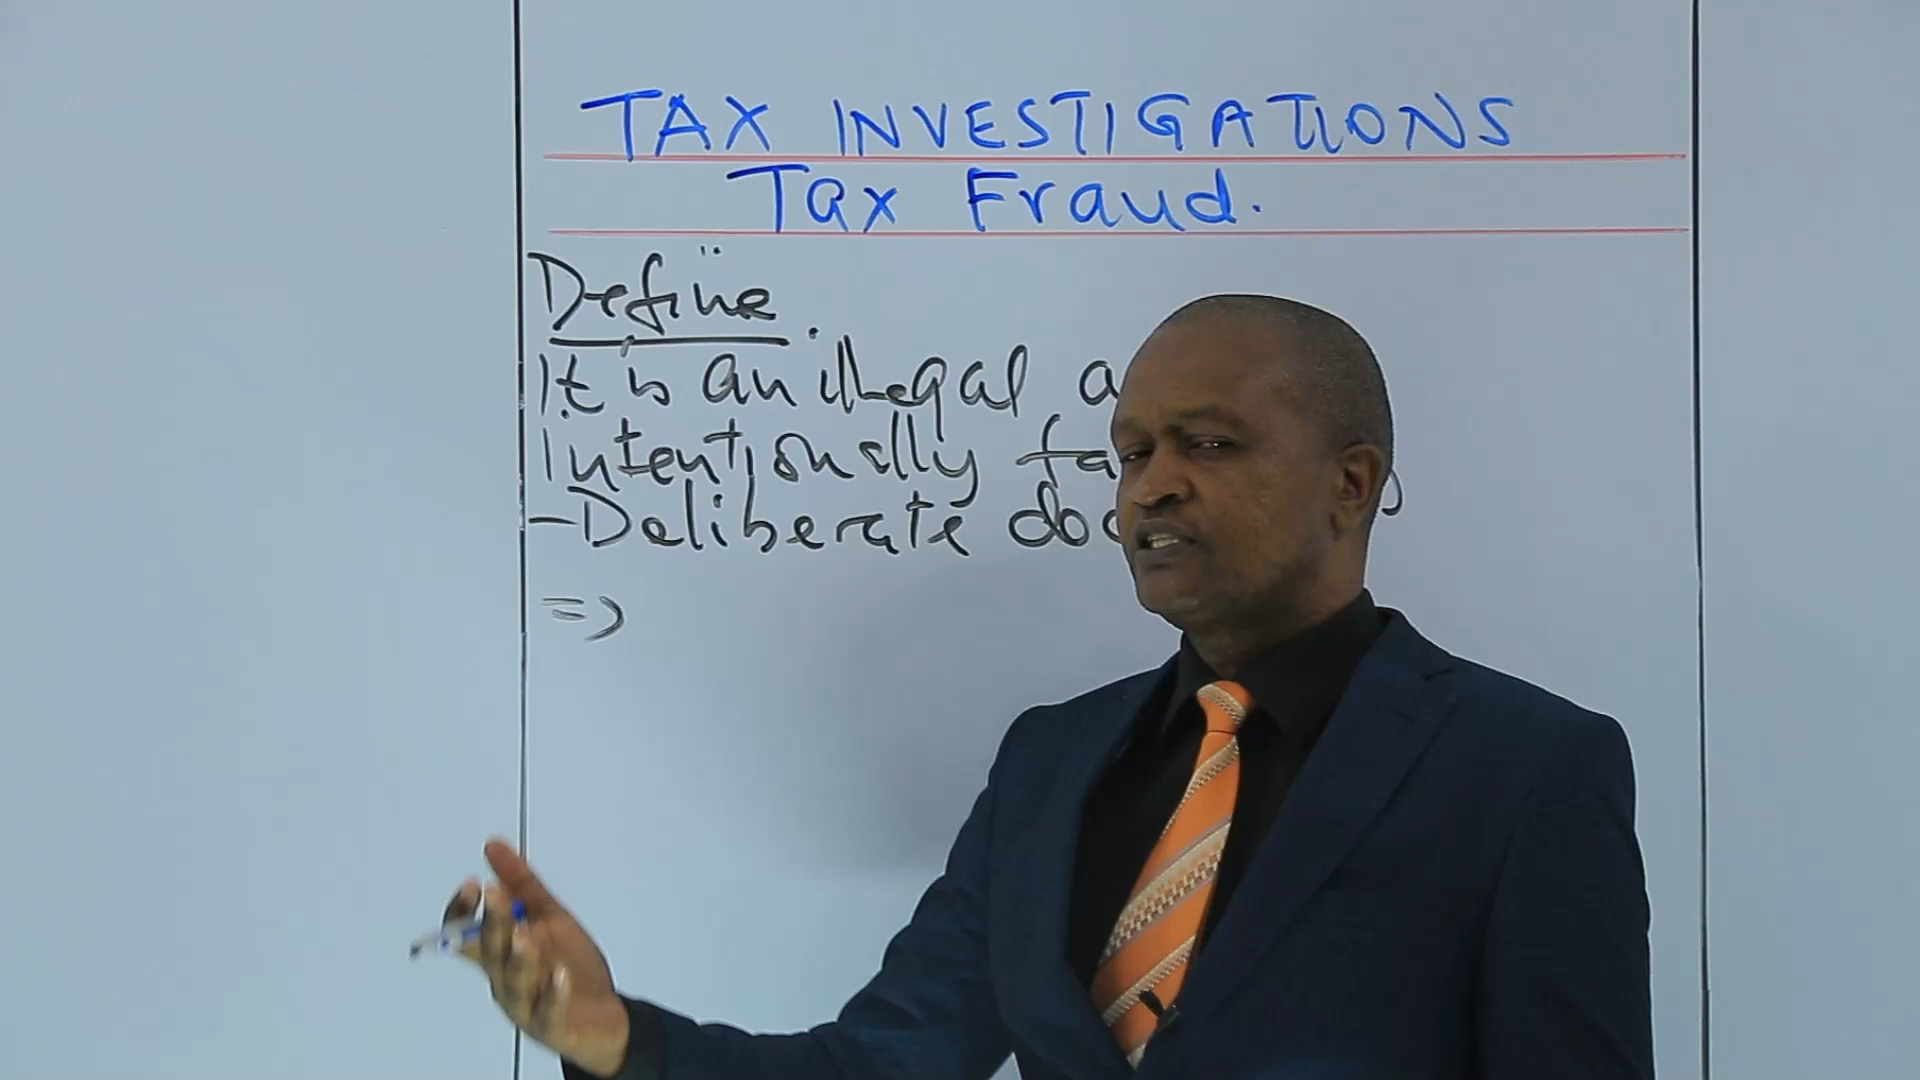 TAX INVESTIGATIONS
Tax Fraud.
Define
It is an illegal a
Intentionally fa
-Deliberate doc
=>